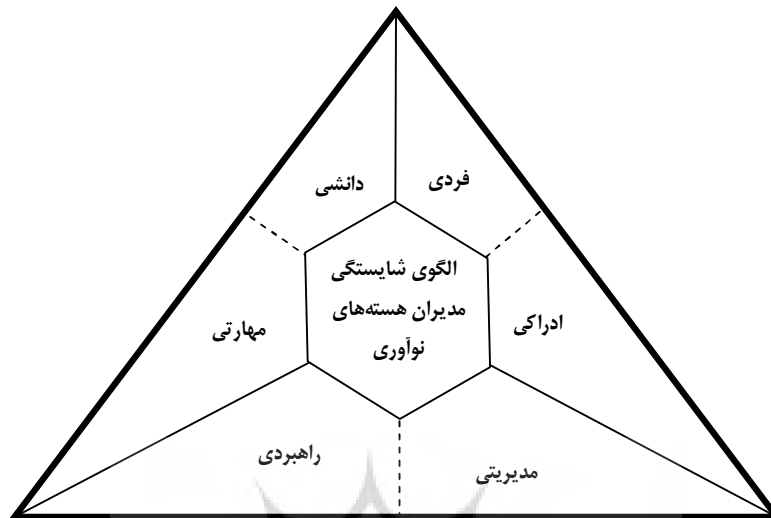 فردی
دانشی
الگوی شایستگی
مدیران هسته‌های
نوآوری
ادراکی
مهارتی
راهبردی
مدیریتی